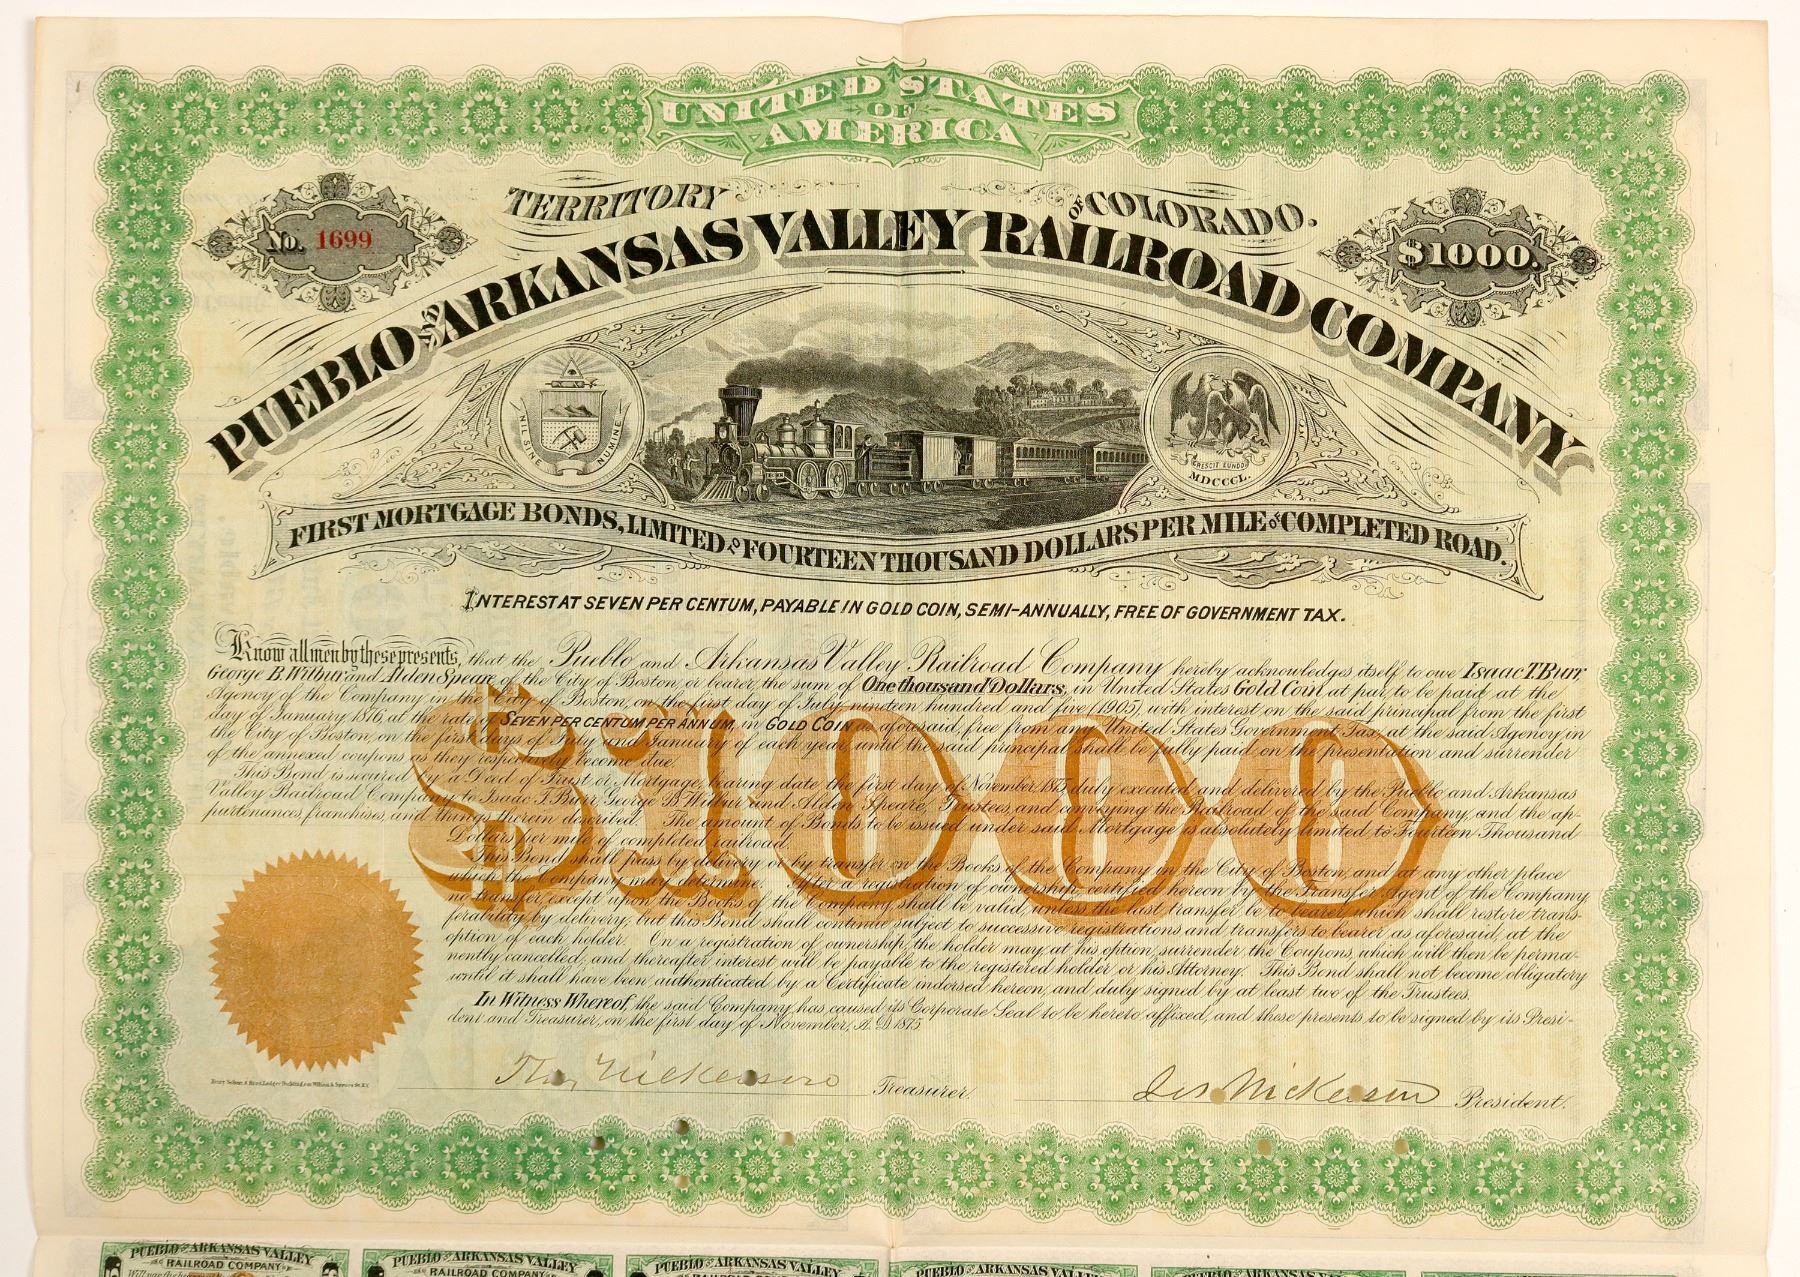 UNITED STATES
OF
AMERICA
TERRITORY OF COLORADO.
No. 1699
$1000.
PUEBLO AND ARKANSAS VALLEY RAILROAD COMPANY
NIL SINE NUMINE
CRESCIT EUNDO
MDCCCL.
FIRST MORTGAGE BONDS, LIMITED TO FOURTEEN THOUSAND DOLLARS PER MILE OF COMPLETED ROAD.
INTEREST AT SEVEN PER CENTUM, PAYABLE IN GOLD COIN, SEMI-ANNUALLY, FREE OF GOVERNMENT TAX.
Know all men by these presents, that the Pueblo and Arkansas Valley Railroad Company hereby acknowledges itself to owe Isaac T. Burr,
George B. Wilbur and Alden Speare, of the City of Boston, or bearer, the sum of One thousand Dollars, in United States Gold Coin at par, to be paid at the
Agency of the Company in the City of Boston, on the first day of July nineteen hundred and five (1905), with interest on the said principal from the first
day of January 1876, at the rate of SEVEN PER CENTUM PER ANNUM, in GOLD COIN aforesaid, free from any United States Government Tax, at the said Agency in
the City of Boston, on the first days of July and January of each year, until the said principal shall be fully paid, on the presentation and surrender
of the annexed coupons as they respectively become due.
This Bond is secured by a Deed of Trust or Mortgage, bearing date the first day of November 1875, duly executed and delivered by the Pueblo and Arkansas
Valley Railroad Company to Isaac T. Burr, George B. Wilbur and Alden Speare, Trustees, and conveying the Railroad of the said Company, and the ap-
purtenances, franchises, and things therein described. The amount of Bonds to be issued under said Mortgage is absolutely limited to Fourteen Thousand
Dollars per mile of completed railroad.
This Bond shall pass by delivery or by transfer on the Books of the Company in the City of Boston, and at any other place
which the Company may determine. After a registration of ownership, certified hereon by the Transfer Agent of the Company,
no transfer, except upon the Books of the Company shall be valid, unless the last transfer be to bearer, which shall restore trans-
ferability by delivery; but this Bond shall continue subject to successive registrations and transfers to bearer as aforesaid, at the
option of each holder. On a registration of ownership, the holder may, at his option, surrender the Coupons, which will then be perma-
nently cancelled, and thereafter interest will be payable to the registered holder or his Attorney. This Bond shall not become obligatory
until it shall have been authenticated by a Certificate indorsed hereon, and duly signed by at least two of the Trustees.
In Witness Whereof, the said Company has caused its Corporate Seal to be hereto affixed, and these presents to be signed by its Presi-
dent and Treasurer, on the first day of November, A. D. 1875
$1000
Thos Nickerson Treasurer.
Jos Nickerson President.
PUEBLO AND ARKANSAS VALLEY
RAILROAD COMPANY
PUEBLO AND ARKANSAS VALLEY
RAILROAD COMPANY
PUEBLO AND ARKANSAS VALLEY
RAILROAD COMPANY
PUEBLO AND ARKANSAS VALLEY